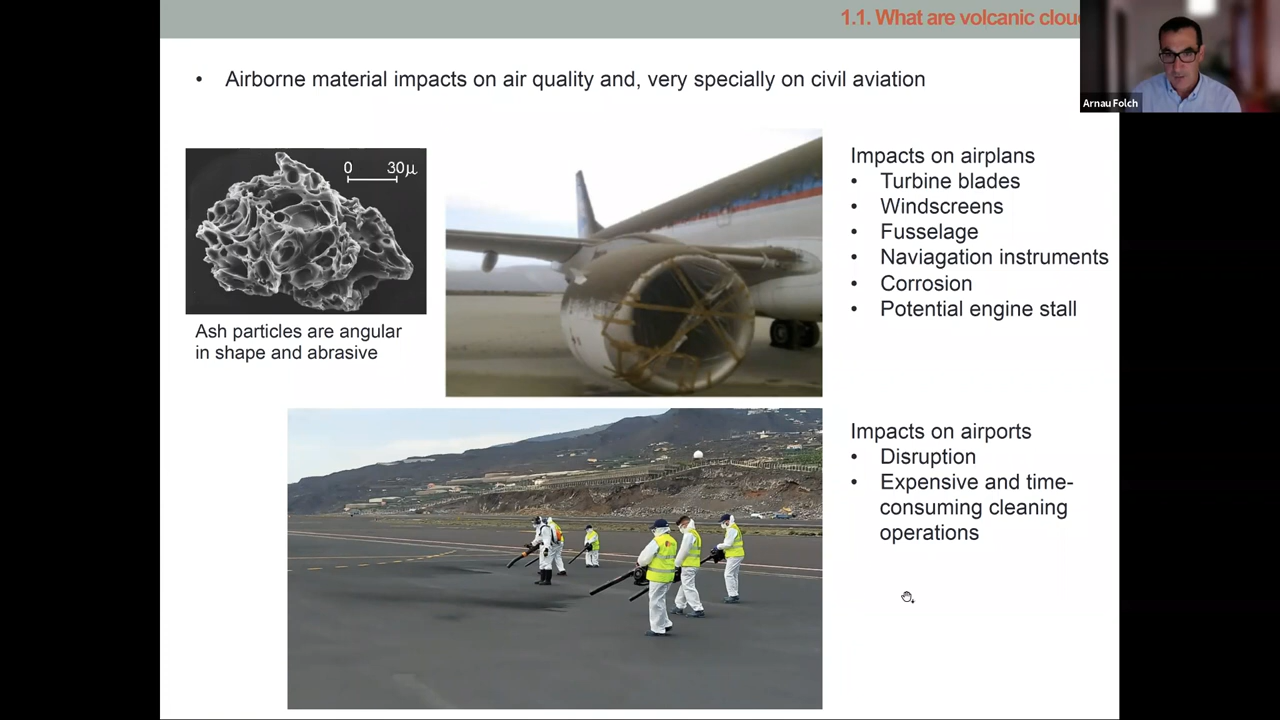 1.1. What are volcanic clou
Arnau Folch
• Airborne material impacts on air quality and, very specially on civil aviation
0 30μ
Ash particles are angular
in shape and abrasive
Impacts on airplans
• Turbine blades
• Windscreens
• Fusselage
• Naviagation instruments
• Corrosion
• Potential engine stall
Impacts on airports
• Disruption
• Expensive and time-
consuming cleaning
operations